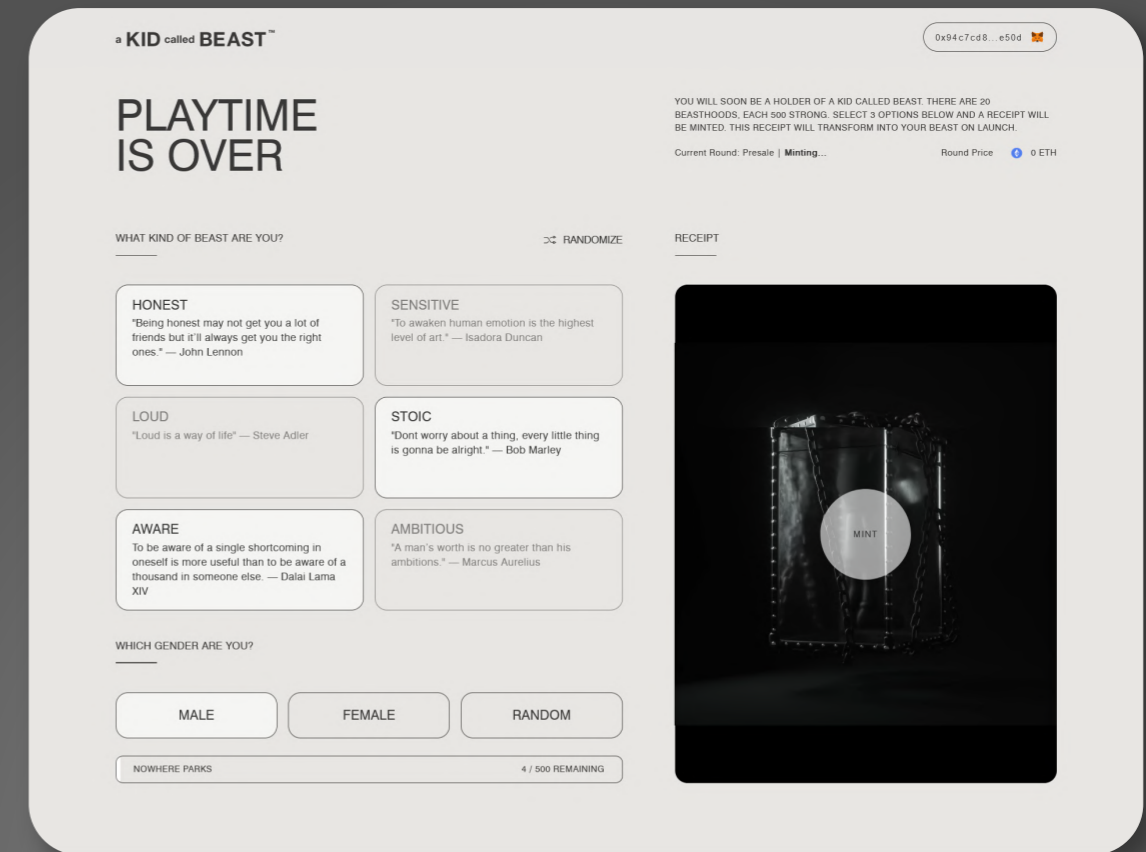 a KID called BEAST™
0x94c7cd8...e50d
PLAYTIME
IS OVER
YOU WILL SOON BE A HOLDER OF A KID CALLED BEAST. THERE ARE 20
BEASTHOODS, EACH 500 STRONG. SELECT 3 OPTIONS BELOW AND A RECEIPT WILL
BE MINTED. THIS RECEIPT WILL TRANSFORM INTO YOUR BEAST ON LAUNCH.
Current Round: Presale | Minting...
Round Price 0 ETH
WHAT KIND OF BEAST ARE YOU?
RANDOMIZE
HONEST
"Being honest may not get you a lot of
friends but it'll always get you the right
ones." — John Lennon
SENSITIVE
"To awaken human emotion is the highest
level of art." — Isadora Duncan
LOUD
"Loud is a way of life" — Steve Adler
STOIC
"Dont worry about a thing, every little thing
is gonna be alright." — Bob Marley
AWARE
To be aware of a single shortcoming in
oneself is more useful than to be aware of a
thousand in someone else. — Dalai Lama
XIV
AMBITIOUS
"A man's worth is no greater than his
ambitions." — Marcus Aurelius
WHICH GENDER ARE YOU?
MALE
FEMALE
RANDOM
NOWHERE PARKS
4 / 500 REMAINING
RECEIPT
MINT